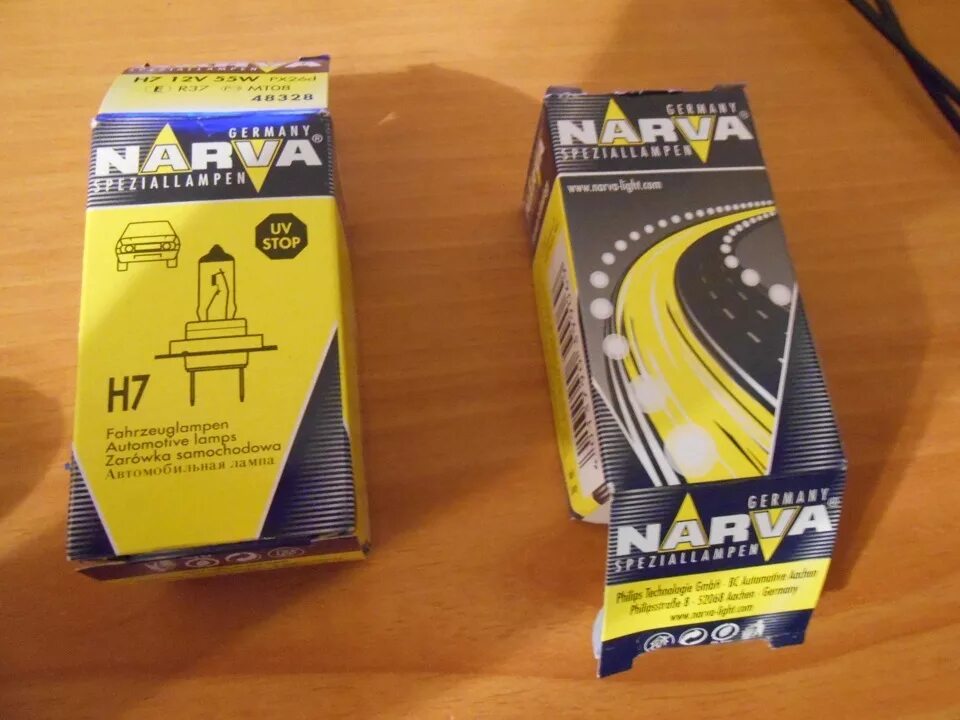 NARVA
SPEZIALLAMPEN
H7 12V 55W PX26d
E R37 MT08
48328
GERMANY
NARVA®
SPEZIALLAMPEN
UV
STOP
H7
Fahrzeuglampen
Automotive lamps
Żarówka samochodowa
Автомобильная лампа
GERMANY
NARVA®
SPEZIALLAMPEN
www.narva-light.com
GERMANY
NARVA®
SPEZIALLAMPEN
Philips Technologie GmbH · BC Automotive Aachen
Philipsstraße 8 · 52068 Aachen · Germany
www.narva-light.com